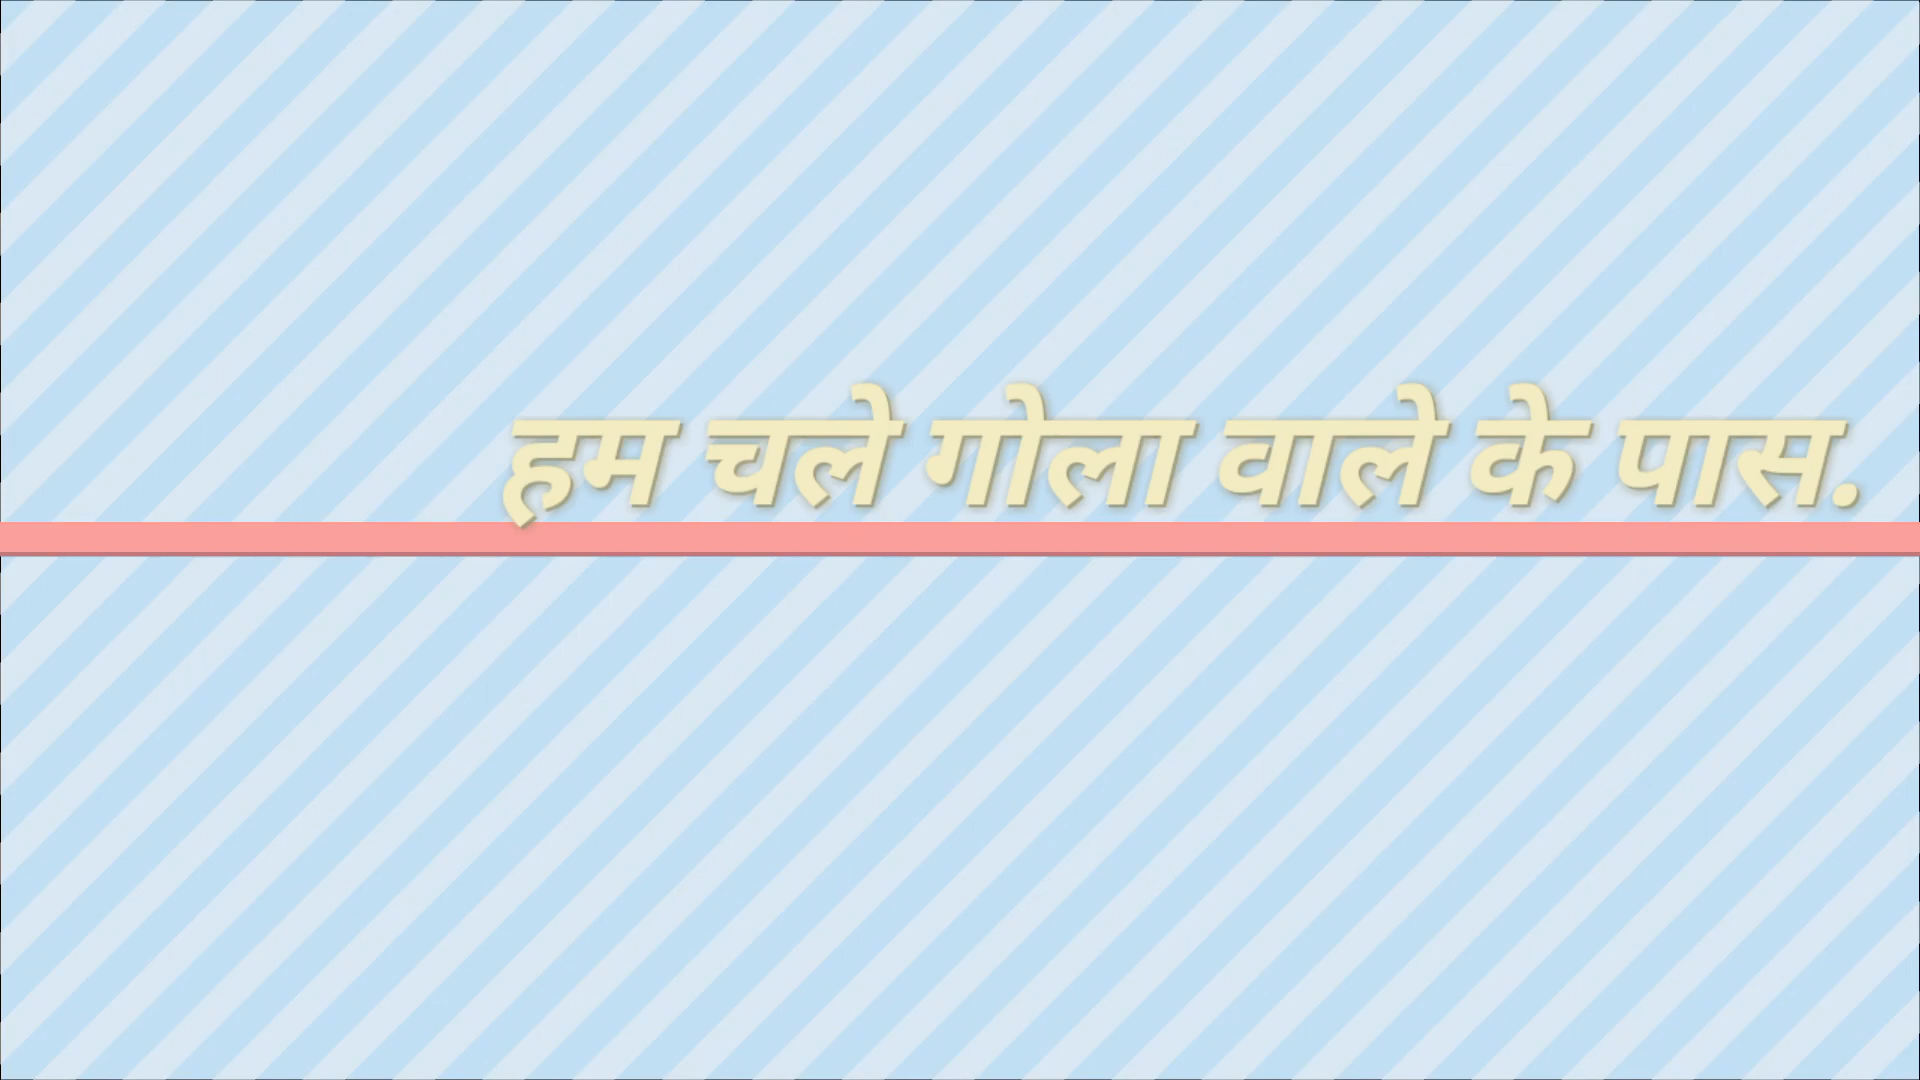 हम चले गोला वाले के पास.